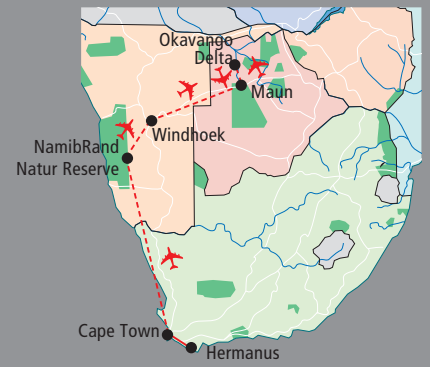 Okavango
Delta
Maun
Windhoek
NamibRand
Natur Reserve
Cape Town
Hermanus